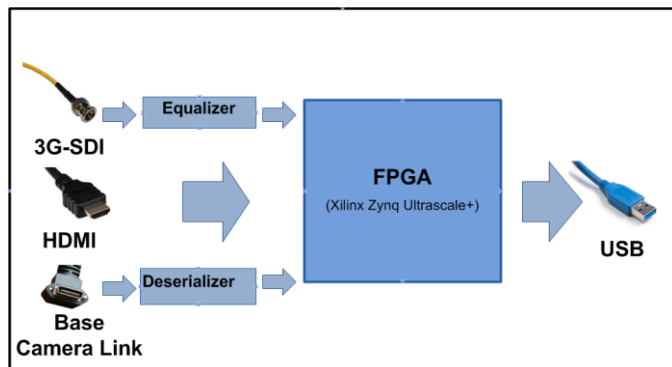 3G-SDI
Equalizer
HDMI
Base
Camera Link
Deserializer
FPGA
(Xilinx Zynq Ultrascale+)
USB